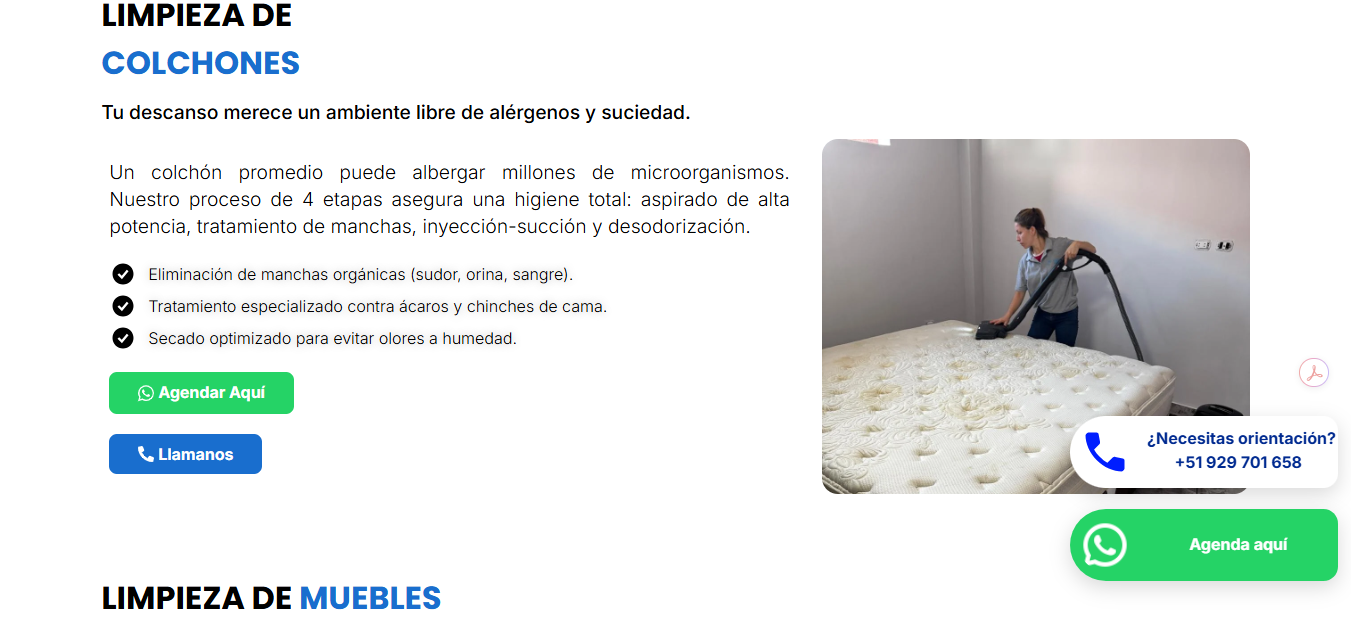 LIMPIEZA DE
COLCHONES
Tu descanso merece un ambiente libre de alérgenos y suciedad.
Un colchón promedio puede albergar millones de microorganismos.
Nuestro proceso de 4 etapas asegura una higiene total: aspirado de alta
potencia, tratamiento de manchas, inyección-succión y desodorización.
Eliminación de manchas orgánicas (sudor, orina, sangre).
Tratamiento especializado contra ácaros y chinches de cama.
Secado optimizado para evitar olores a humedad.
Agendar Aquí
Llamanos
¿Necesitas orientación?
+51 929 701 658
Agenda aquí
LIMPIEZA DE MUEBLES